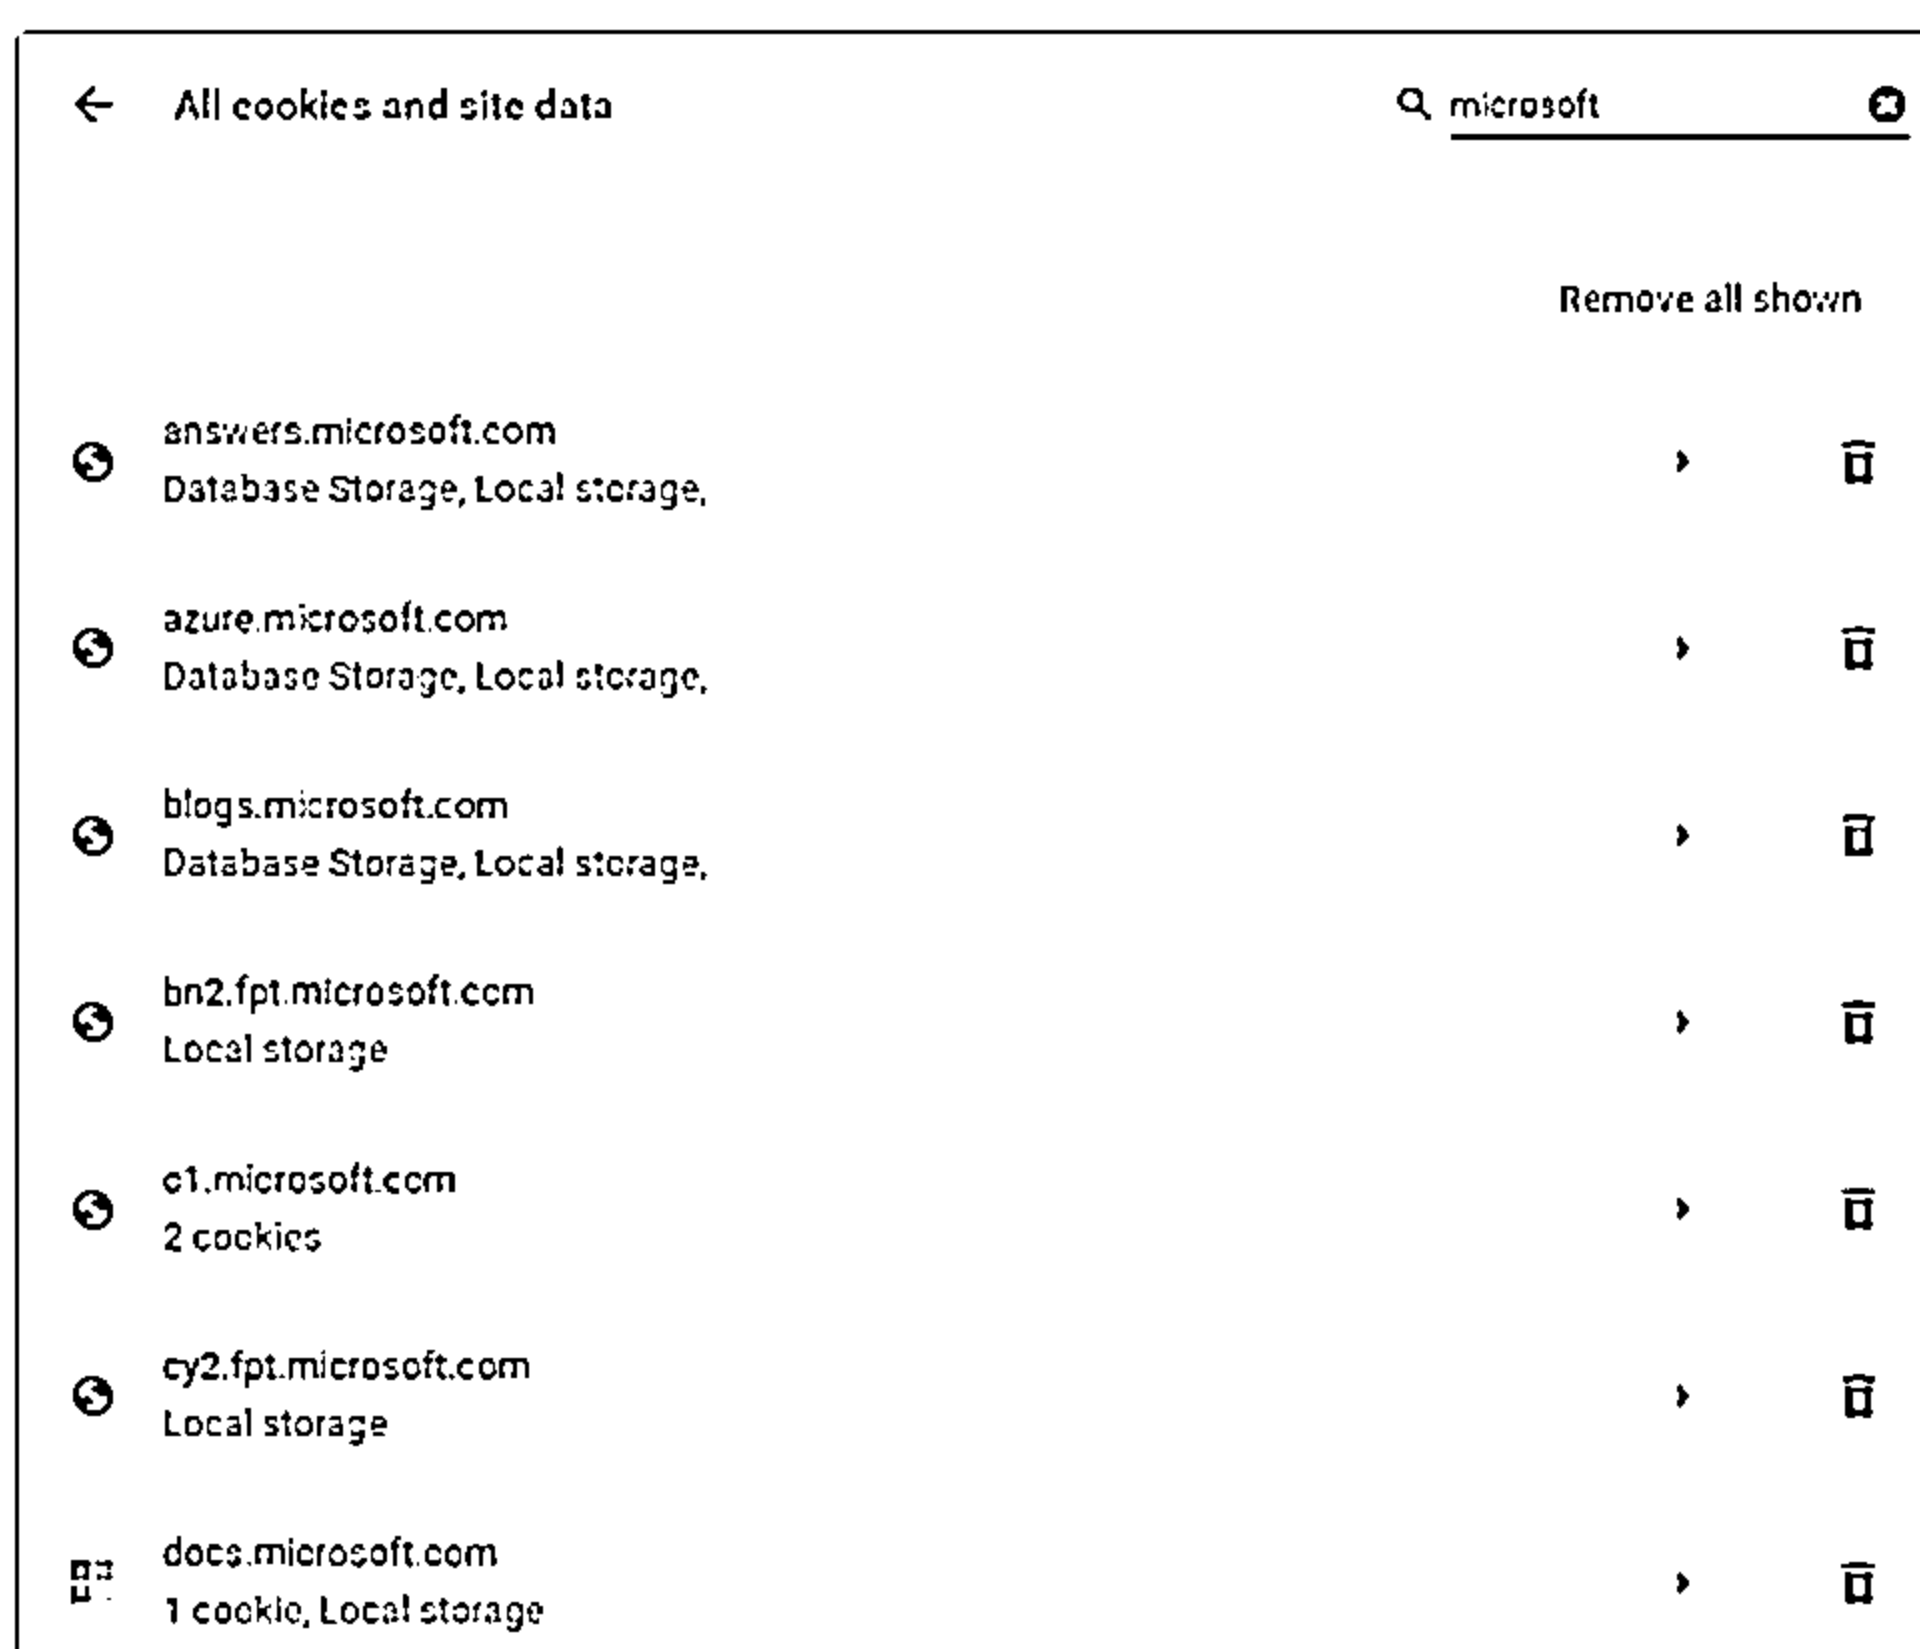 All cookies and site data
microsoft
Remove all shown
answers.microsoft.com
Database Storage, Local storage,
azure.microsoft.com
Database Storage, Local storage,
blogs.microsoft.com
Database Storage, Local storage,
bn2.fpt.microsoft.com
Local storage
c1.microsoft.com
2 cookies
cy2.fpt.microsoft.com
Local storage
docs.microsoft.com
1 cookie, Local storage